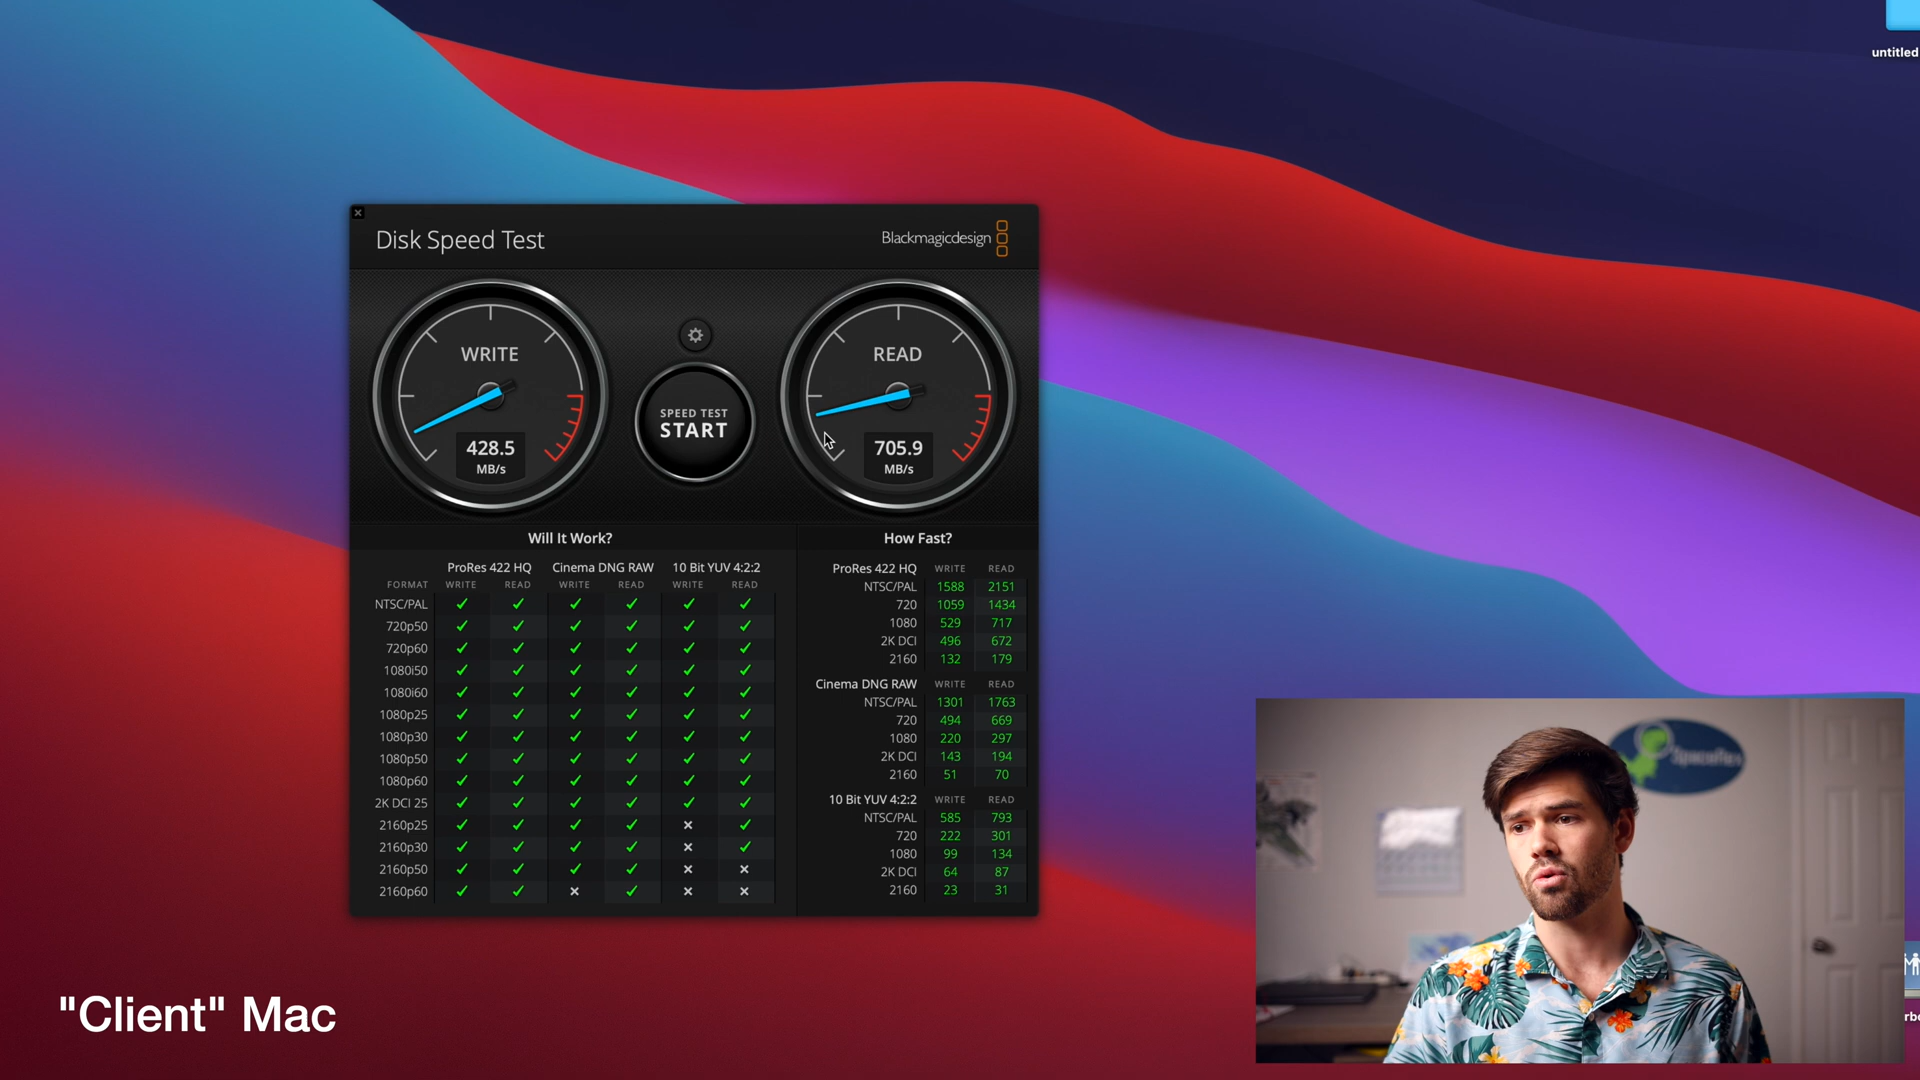 untitled
Disk Speed Test
Blackmagicdesign
WRITE
428.5
MB/s
SPEED TEST
START
READ
705.9
MB/s
Will It Work?
ProRes 422 HQ Cinema DNG RAW 10 Bit YUV 4:2:2
FORMAT WRITE READ WRITE READ WRITE READ
NTSC/PAL ✓ ✓ ✓ ✓ ✓ ✓
720p50 ✓ ✓ ✓ ✓ ✓ ✓
720p60 ✓ ✓ ✓ ✓ ✓ ✓
1080i50 ✓ ✓ ✓ ✓ ✓ ✓
1080i60 ✓ ✓ ✓ ✓ ✓ ✓
1080p25 ✓ ✓ ✓ ✓ ✓ ✓
1080p30 ✓ ✓ ✓ ✓ ✓ ✓
1080p50 ✓ ✓ ✓ ✓ ✓ ✓
1080p60 ✓ ✓ ✓ ✓ ✓ ✓
2K DCI 25 ✓ ✓ ✓ ✓ ✓ ✓
2160p25 ✓ ✓ ✓ ✓ × ✓
2160p30 ✓ ✓ ✓ ✓ × ✓
2160p50 ✓ ✓ ✓ ✓ × ×
2160p60 ✓ ✓ × ✓ × ×
How Fast?
ProRes 422 HQ WRITE READ
NTSC/PAL 1588 2151
720 1059 1434
1080 529 717
2K DCI 496 672
2160 132 179
Cinema DNG RAW WRITE READ
NTSC/PAL 1301 1763
720 494 669
1080 220 297
2K DCI 143 194
2160 51 70
10 Bit YUV 4:2:2 WRITE READ
NTSC/PAL 585 793
720 222 301
1080 99 134
2K DCI 64 87
2160 23 31
SpaceRex
"Client" Mac